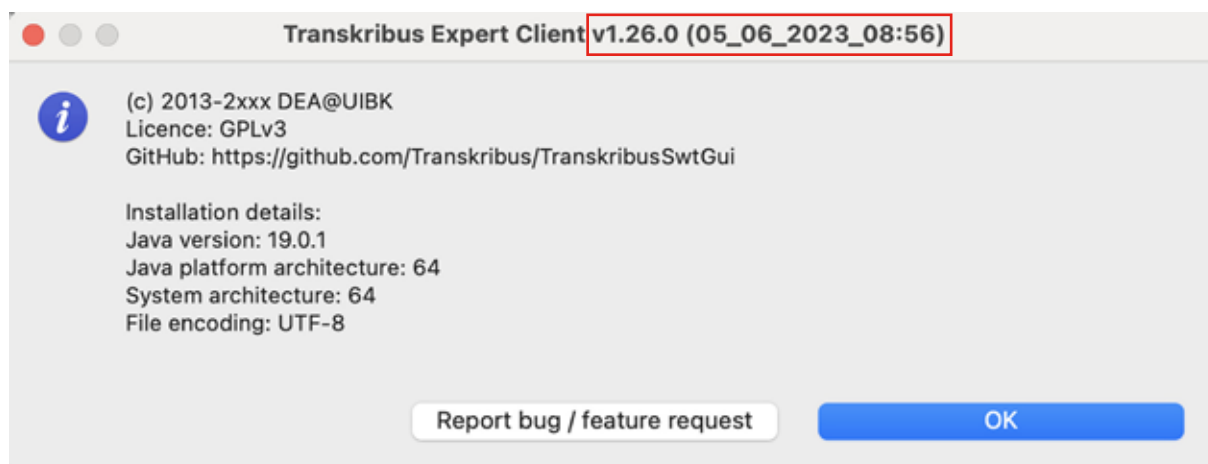 Transkribus Expert Client v1.26.0 (05_06_2023_08:56)
(c) 2013-2xxx DEA@UIBK
Licence: GPLv3
GitHub: https://github.com/Transkribus/TranskribusSwtGui
Installation details:
Java version: 19.0.1
Java platform architecture: 64
System architecture: 64
File encoding: UTF-8
Report bug / feature request
OK